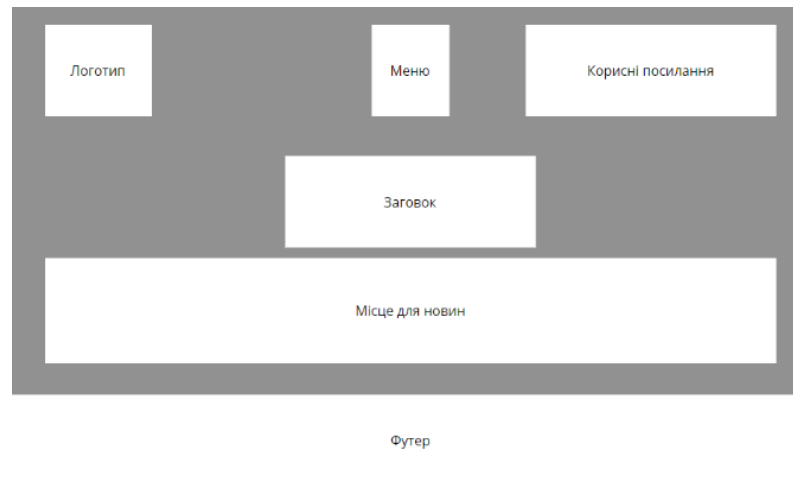 Логотип
Меню
Корисні посилання
Заговок
Місце для новин
Футер